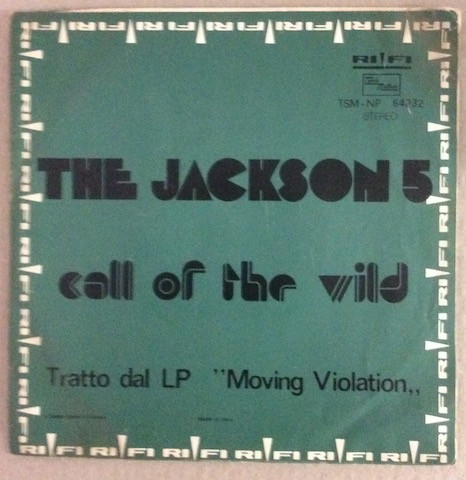 RI FI
TSM - NP 64232
STEREO
THE JACKSON 5
call of the wild
Tratto dal LP "Moving Violation„